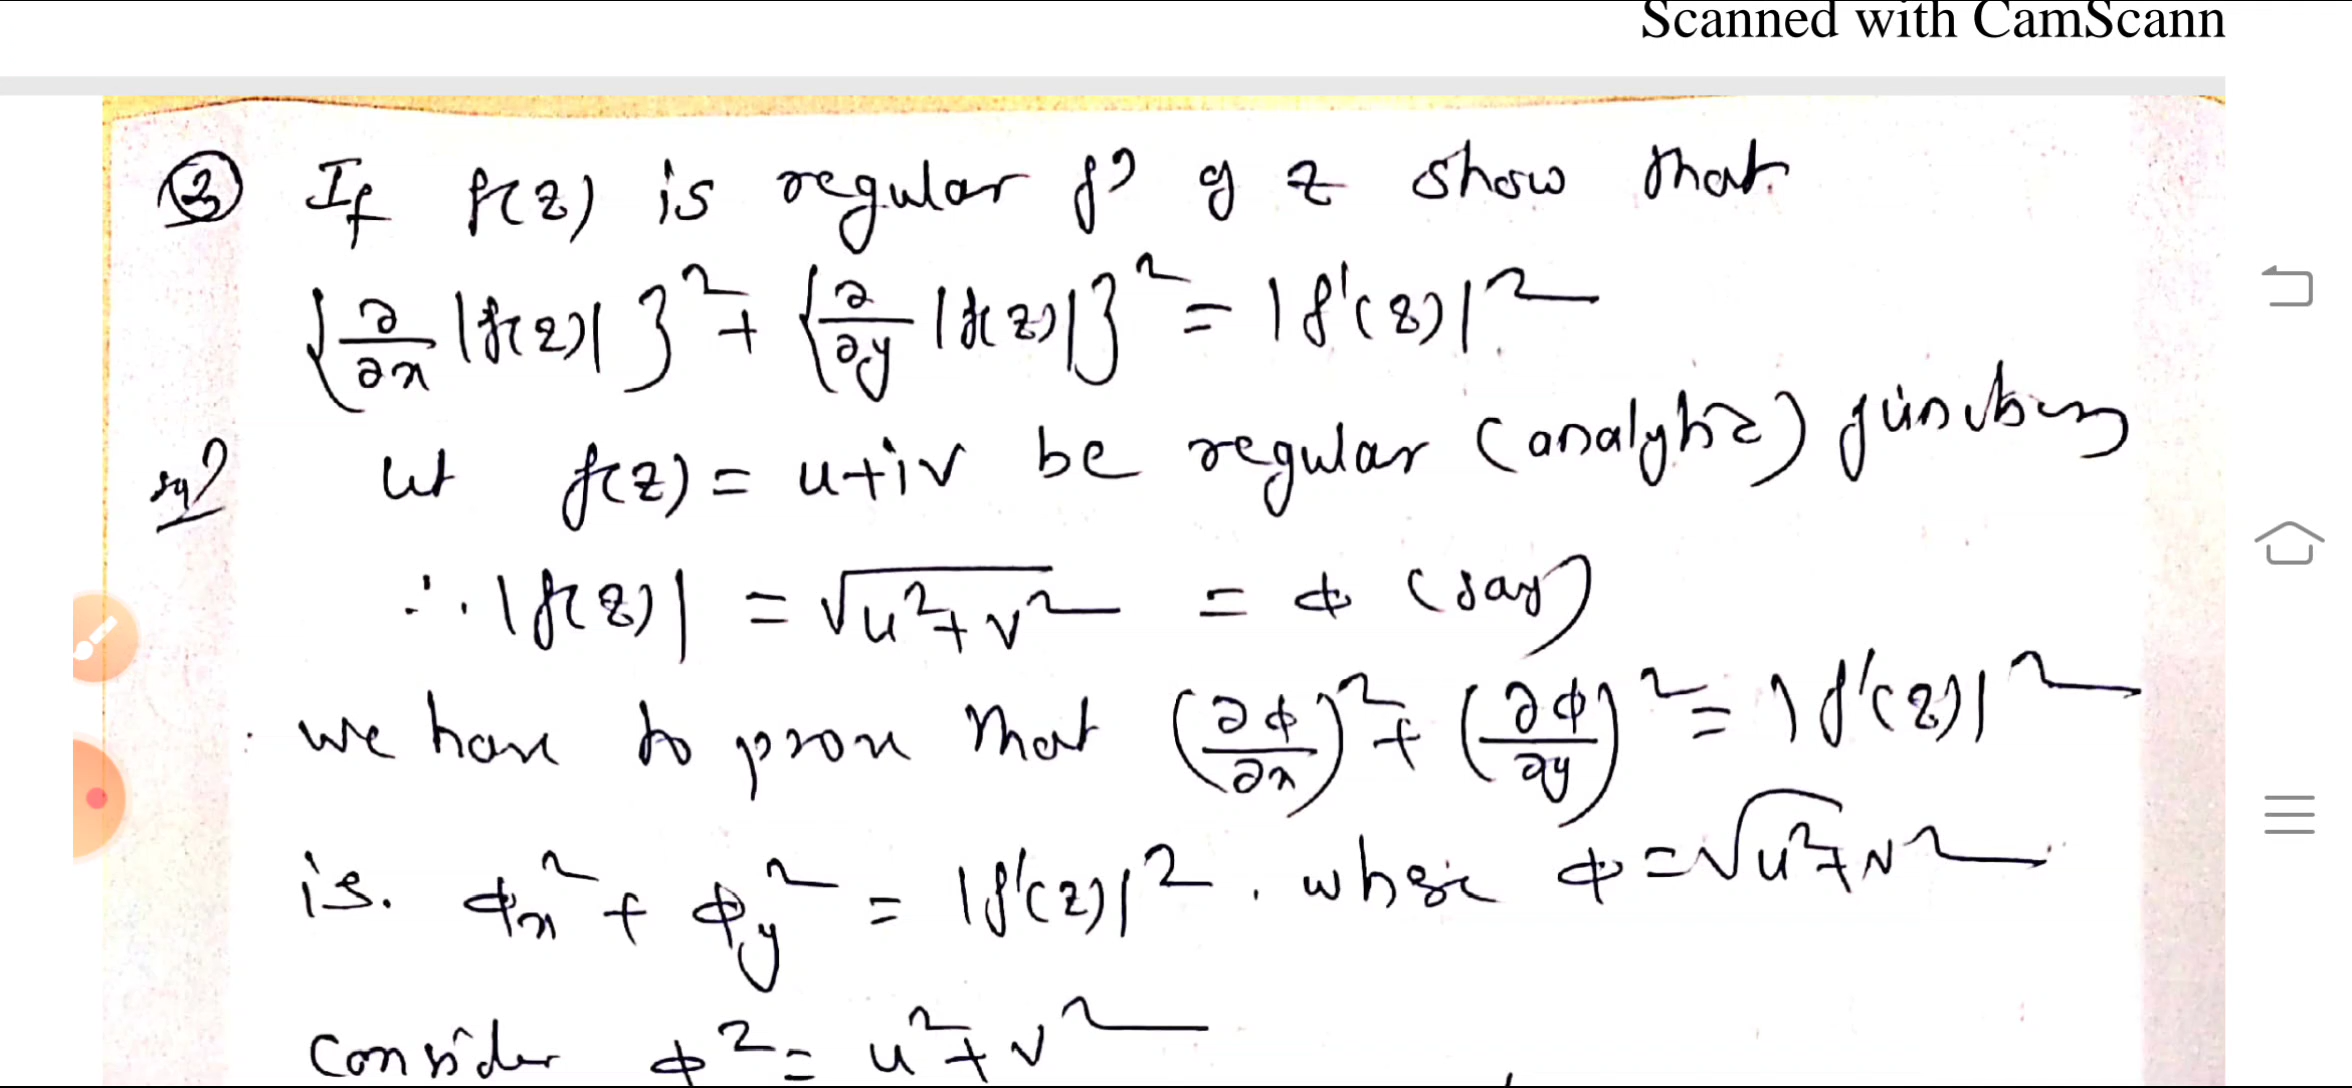 Scanned with CamScann
③ If f(z) is regular fⁿ of z show that
{∂/∂x |f(z)|}² + {∂/∂y |f(z)|}² = |f'(z)|².
solⁿ let f(z) = u+iv be regular (analytic) function
∴ |f(z)| = √(u²+v²) = ϕ (say)
we have to prove that (∂ϕ/∂x)² + (∂ϕ/∂y)² = |f'(z)|²
ie. ϕx² + ϕy² = |f'(z)|². where ϕ = √(u²+v²)
Consider ϕ² = u²+v²